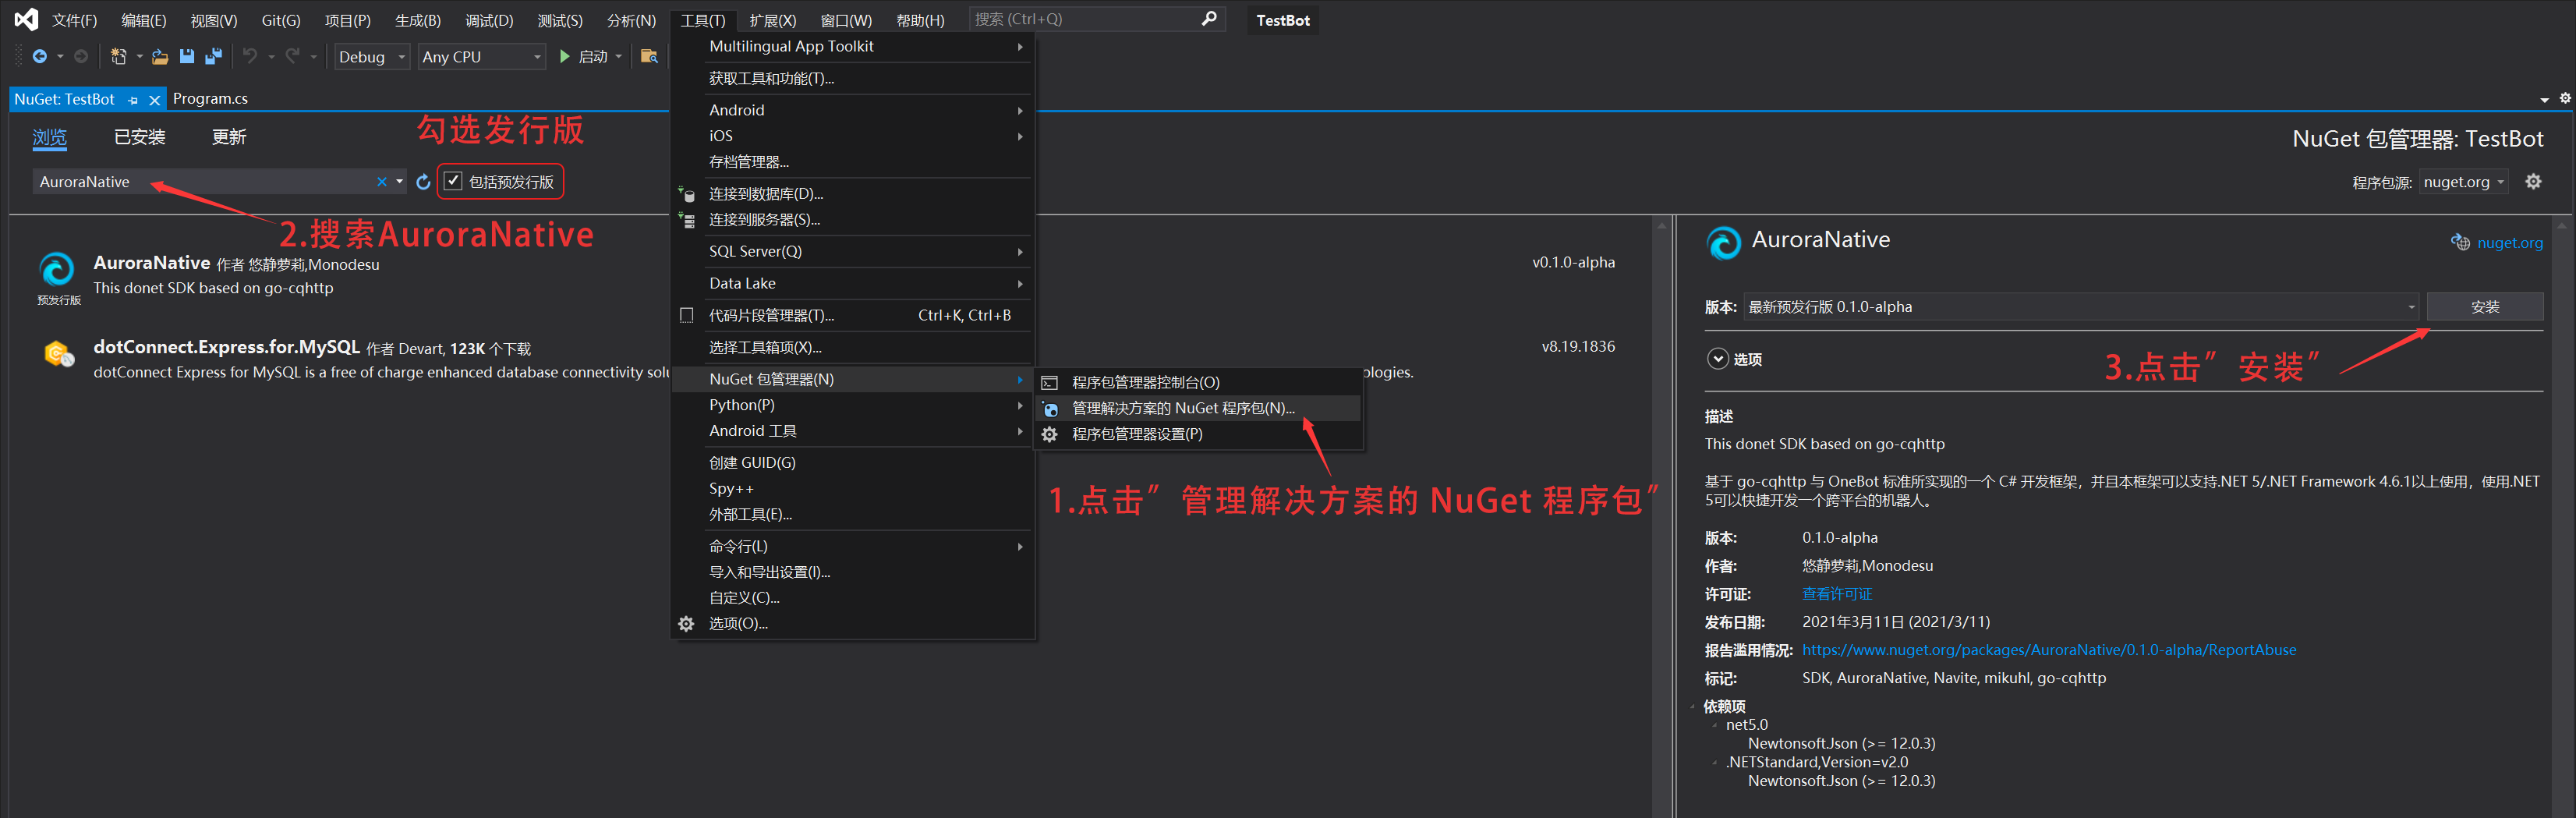 文件(F) 编辑(E) 视图(V) Git(G) 项目(P) 生成(B) 调试(D) 测试(S) 分析(N) 工具(T) 扩展(X) 窗口(W) 帮助(H) 搜索 (Ctrl+Q) TestBot
Debug Any CPU 启动
NuGet: TestBot Program.cs
浏览 已安装 更新
勾选发行版
AuroraNative
包括预发行版
2.搜索AuroraNative
AuroraNative 作者 悠静萝莉,Monodesu
v0.1.0-alpha
This donet SDK based on go-cqhttp
预发行版
dotConnect.Express.for.MySQL 作者 Devart, 123K 个下载
v8.19.1836
dotConnect Express for MySQL is a free of charge enhanced database connectivity solu
ologies.
Multilingual App Toolkit
获取工具和功能(T)...
Android
iOS
存档管理器...
连接到数据库(D)...
连接到服务器(S)...
SQL Server(Q)
Data Lake
代码片段管理器(T)... Ctrl+K, Ctrl+B
选择工具箱项(X)...
NuGet 包管理器(N)
Python(P)
Android 工具
创建 GUID(G)
Spy++
外部工具(E)...
命令行(L)
导入和导出设置(I)...
自定义(C)...
选项(O)...
程序包管理器控制台(O)
管理解决方案的 NuGet 程序包(N)...
程序包管理器设置(P)
1.点击”管理解决方案的 NuGet 程序包”
NuGet 包管理器: TestBot
程序包源: nuget.org
AuroraNative
nuget.org
版本: 最新预发行版 0.1.0-alpha
安装
3.点击”安装”
选项
描述
This donet SDK based on go-cqhttp
基于 go-cqhttp 与 OneBot 标准所实现的一个 C# 开发框架，并且本框架可以支持.NET 5/.NET Framework 4.6.1以上使用，使用.NET
5可以快捷开发一个跨平台的机器人。
版本: 0.1.0-alpha
作者: 悠静萝莉,Monodesu
许可证: 查看许可证
发布日期: 2021年3月11日 (2021/3/11)
报告滥用情况: https://www.nuget.org/packages/AuroraNative/0.1.0-alpha/ReportAbuse
标记: SDK, AuroraNative, Navite, mikuhl, go-cqhttp
依赖项
net5.0
Newtonsoft.Json (>= 12.0.3)
.NETStandard,Version=v2.0
Newtonsoft.Json (>= 12.0.3)